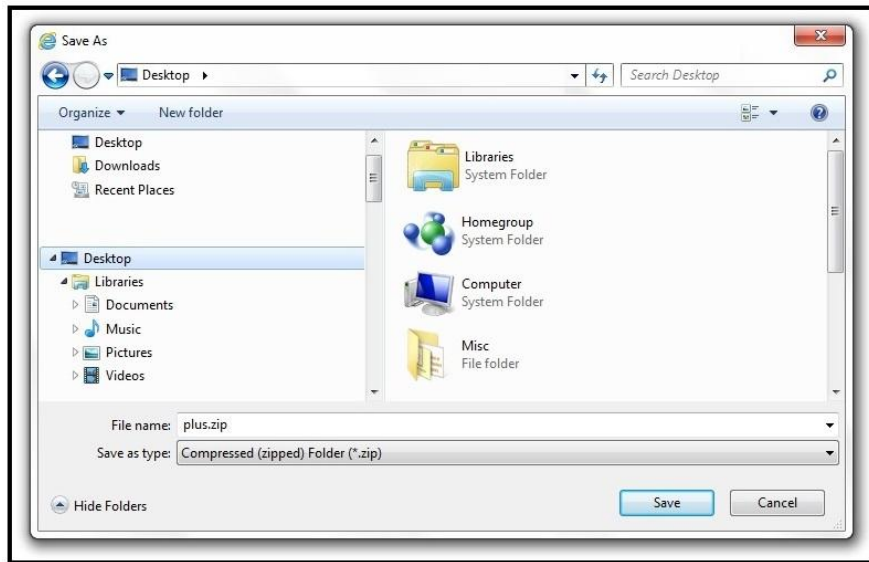 Save As
Desktop
Search Desktop
Organize
New folder
Desktop
Downloads
Recent Places
Desktop
Libraries
Documents
Music
Pictures
Videos
Libraries
System Folder
Homegroup
System Folder
Computer
System Folder
Misc
File folder
File name: plus.zip
Save as type: Compressed (zipped) Folder (*.zip)
Hide Folders
Save
Cancel